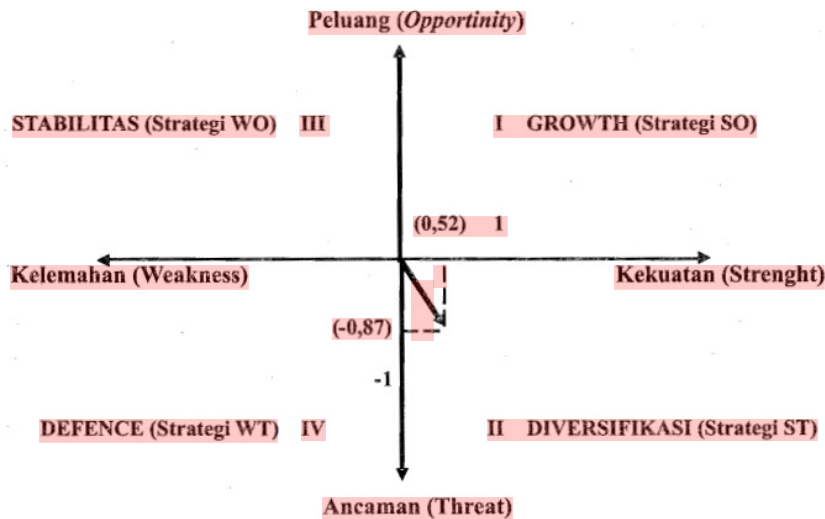 Peluang (Opportinity)
STABILITAS (Strategi WO) III
I GROWTH (Strategi SO)
(0,52) 1
Kelemahan (Weakness)
Kekuatan (Strenght)
(-0,87)
-1
DEFENCE (Strategi WT) IV
II DIVERSIFIKASI (Strategi ST)
Ancaman (Threat)